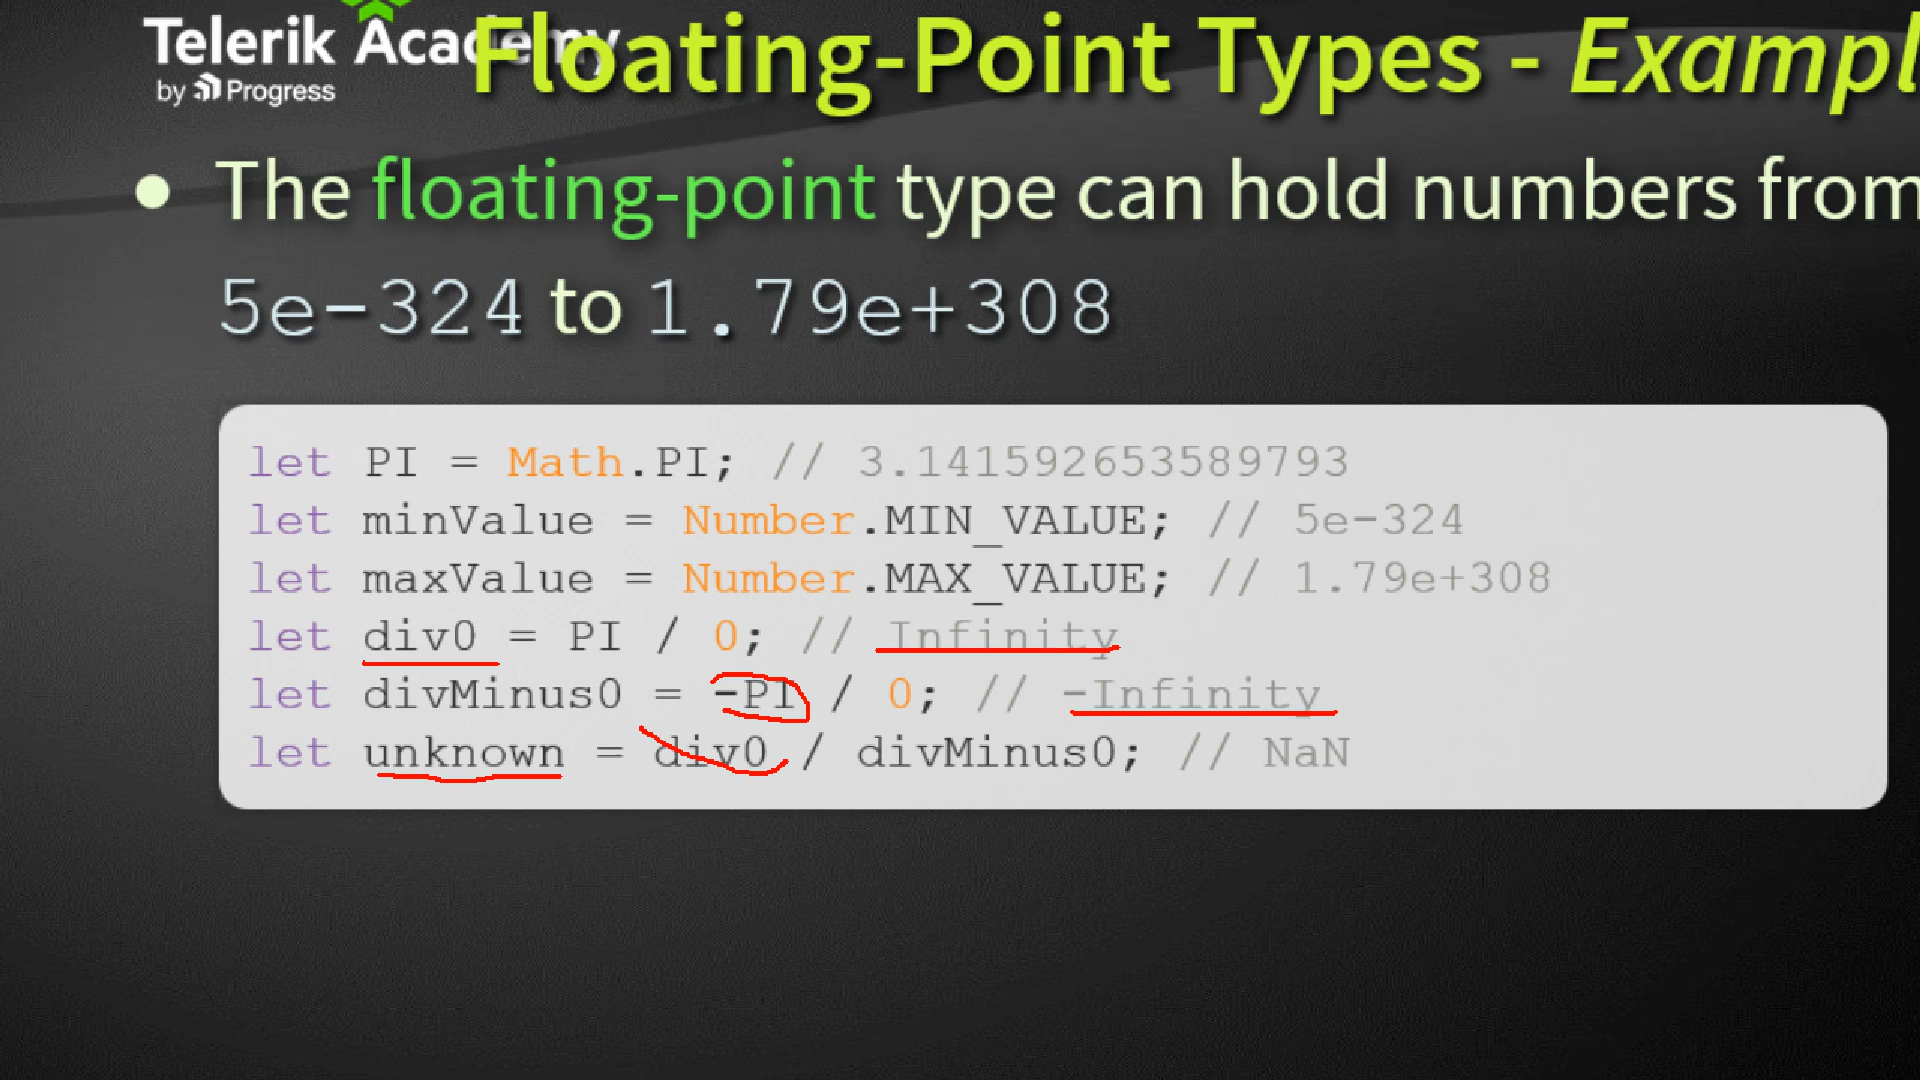 Telerik Academy
by Progress
Floating-Point Types - Exampl
The floating-point type can hold numbers from
5e-324 to 1.79e+308
let PI = Math.PI; // 3.141592653589793
let minValue = Number.MIN_VALUE; // 5e-324
let maxValue = Number.MAX_VALUE; // 1.79e+308
let div0 = PI / 0; // Infinity
let divMinus0 = -PI / 0; // -Infinity
let unknown = div0 / divMinus0; // NaN